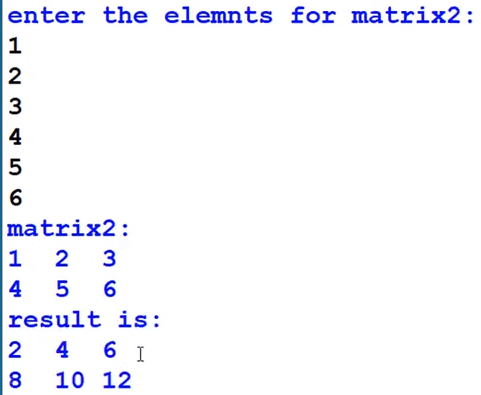 enter the elemnts for matrix2:
1
2
3
4
5
6
matrix2:
1 2 3
4 5 6
result is:
2 4 6
8 10 12